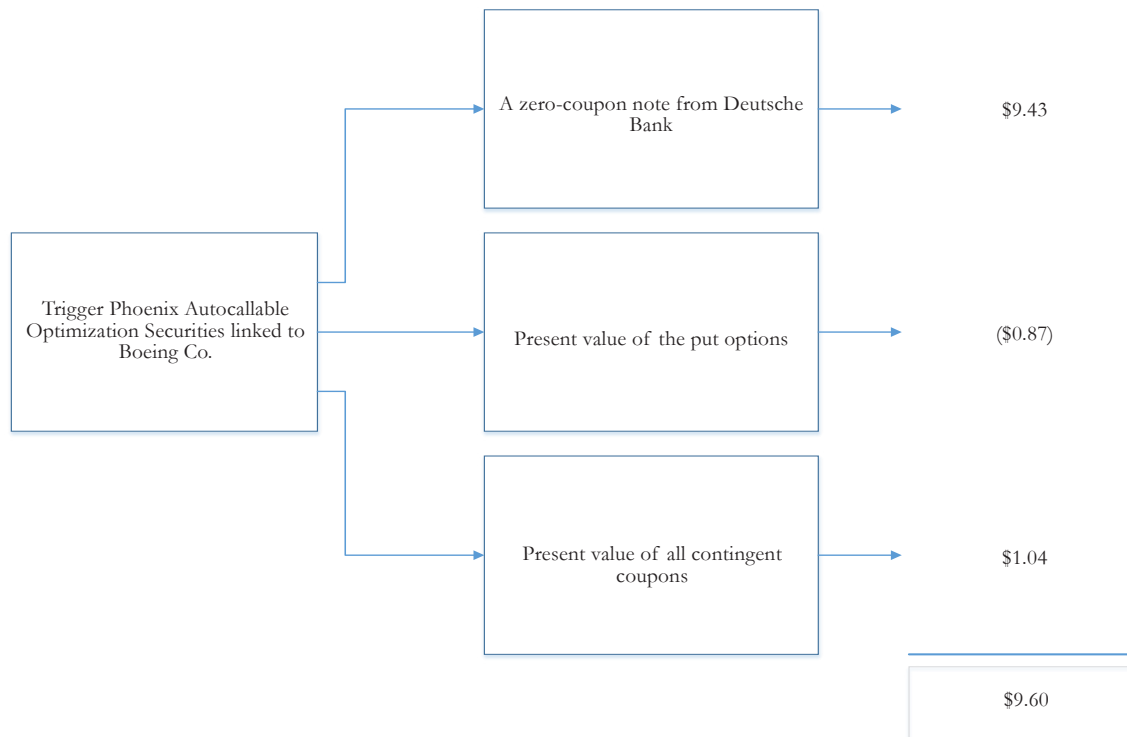 A zero-coupon note from Deutsche
Bank
$9.43
Trigger Phoenix Autocallable
Optimization Securities linked to
Boeing Co.
Present value of the put options
($0.87)
Present value of all contingent
coupons
$1.04
$9.60